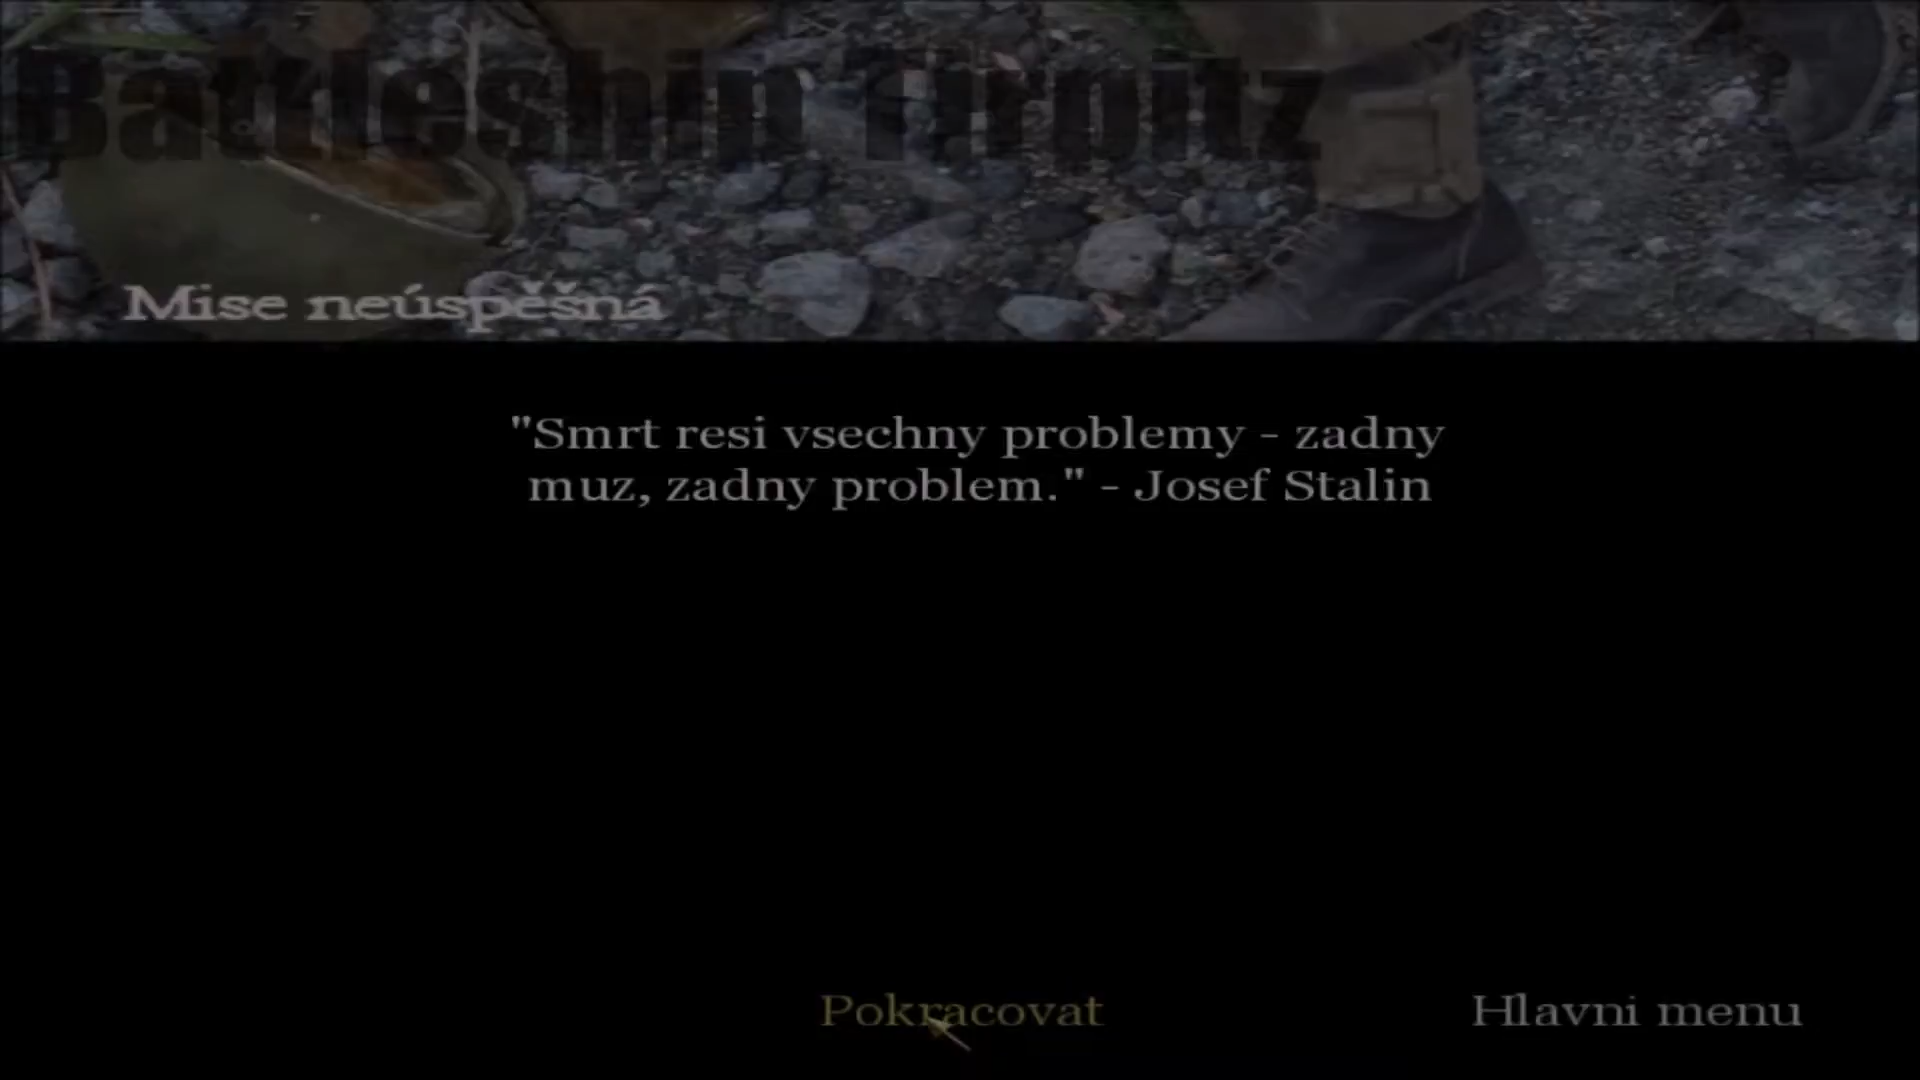 Battleship Tirpitz
Mise neúspěšná
"Smrt resi vsechny problemy - zadny
muz, zadny problem." - Josef Stalin
Pokracovat
Hlavni menu